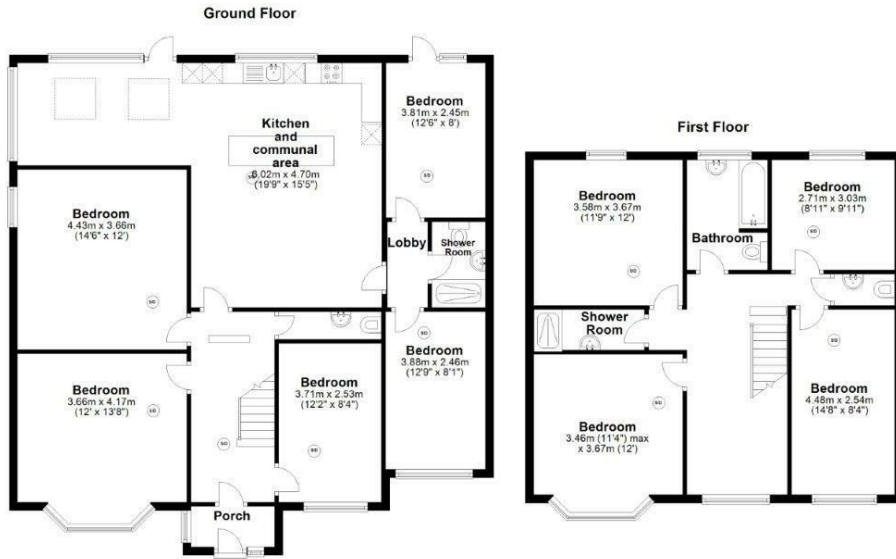 Ground Floor
Kitchen
and
communal
area
6.02m x 4.70m
(19'9" x 15'5")
Bedroom
3.81m x 2.45m
(12'6" x 8')
Bedroom
4.43m x 3.66m
(14'6" x 12')
Lobby
Shower
Room
Bedroom
3.66m x 4.17m
(12' x 13'8")
Bedroom
3.71m x 2.53m
(12'2" x 8'4")
Bedroom
3.88m x 2.46m
(12'9" x 8'1")
Porch
First Floor
Bedroom
3.58m x 3.67m
(11'9" x 12')
Bathroom
Bedroom
2.71m x 3.03m
(8'11" x 9'11")
Shower
Room
Bedroom
3.46m (11'4") max
x 3.67m (12')
Bedroom
4.48m x 2.54m
(14'8" x 8'4")